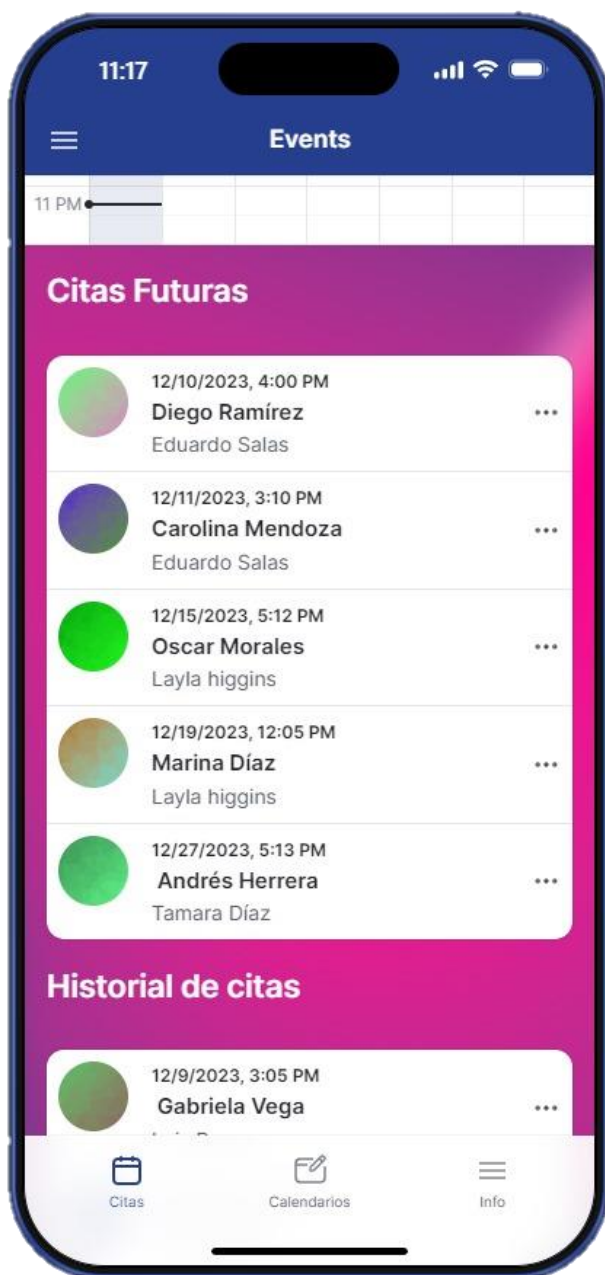 11:17
Events
11 PM
Citas Futuras
12/10/2023, 4:00 PM
Diego Ramírez
Eduardo Salas
12/11/2023, 3:10 PM
Carolina Mendoza
Eduardo Salas
12/15/2023, 5:12 PM
Oscar Morales
Layla higgins
12/19/2023, 12:05 PM
Marina Díaz
Layla higgins
12/27/2023, 5:13 PM
Andrés Herrera
Tamara Díaz
Historial de citas
12/9/2023, 3:05 PM
Gabriela Vega
Citas
Calendarios
Info